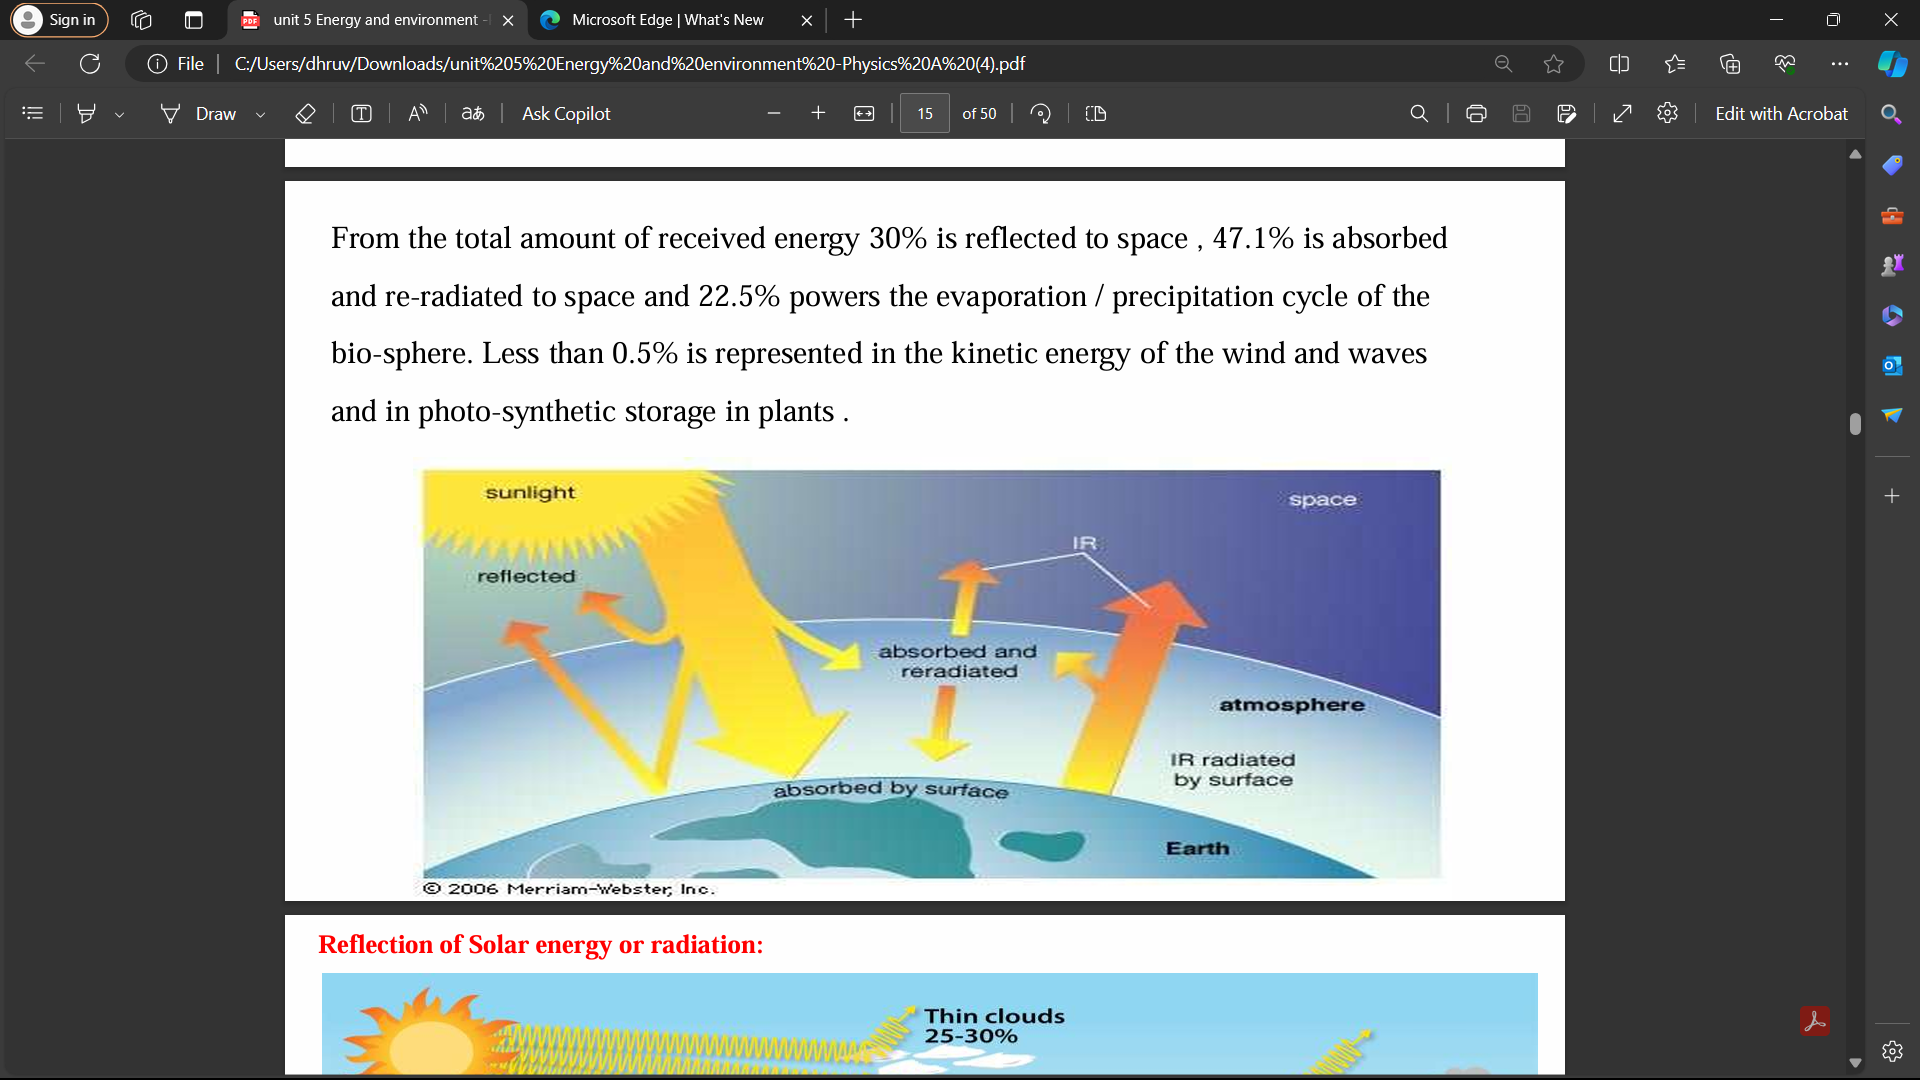 Sign in
unit 5 Energy and environment -
Microsoft Edge | What's New
File
C:/Users/dhruv/Downloads/unit%205%20Energy%20and%20environment%20-Physics%20A%20(4).pdf
Draw
Ask Copilot
15
of 50
Edit with Acrobat
From the total amount of received energy 30% is reflected to space , 47.1% is absorbed
and re-radiated to space and 22.5% powers the evaporation / precipitation cycle of the
bio-sphere. Less than 0.5% is represented in the kinetic energy of the wind and waves
and in photo-synthetic storage in plants .
sunlight
space
IR
reflected
absorbed and
reradiated
atmosphere
IR radiated
by surface
absorbed by surface
Earth
© 2006 Merriam-Webster, Inc.
Reflection of Solar energy or radiation:
Thin clouds
25-30%